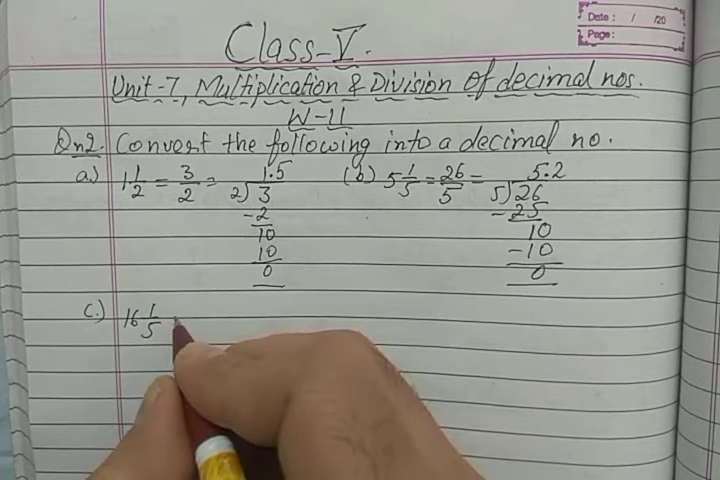 Date : / /20
Page :
Class-V.
Unit-7, Multiplication & Division of decimal nos.
W-11
Qn2. Convert the following into a decimal no.
a.) 1 1/2 = 3/2 = 2)3 1.5 (b) 5 1/5 = 26/5 = 5)26 5.2
-2 -25
10 10
10 -10
0 0
c.) 16 1/5